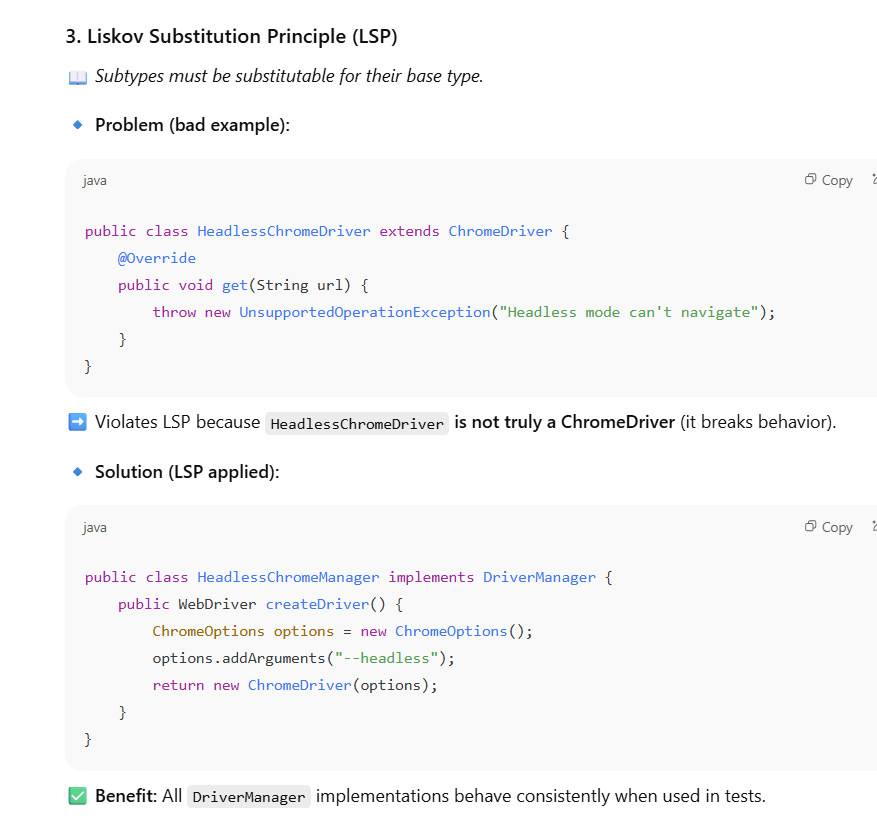 3. Liskov Substitution Principle (LSP)
📖 Subtypes must be substitutable for their base type.
🔹 Problem (bad example):
java
Copy
public class HeadlessChromeDriver extends ChromeDriver {
    @Override
    public void get(String url) {
        throw new UnsupportedOperationException("Headless mode can't navigate");
    }
}
➡️ Violates LSP because HeadlessChromeDriver is not truly a ChromeDriver (it breaks behavior).
🔹 Solution (LSP applied):
java
Copy
public class HeadlessChromeManager implements DriverManager {
    public WebDriver createDriver() {
        ChromeOptions options = new ChromeOptions();
        options.addArguments("--headless");
        return new ChromeDriver(options);
    }
}
✅ Benefit: All DriverManager implementations behave consistently when used in tests.